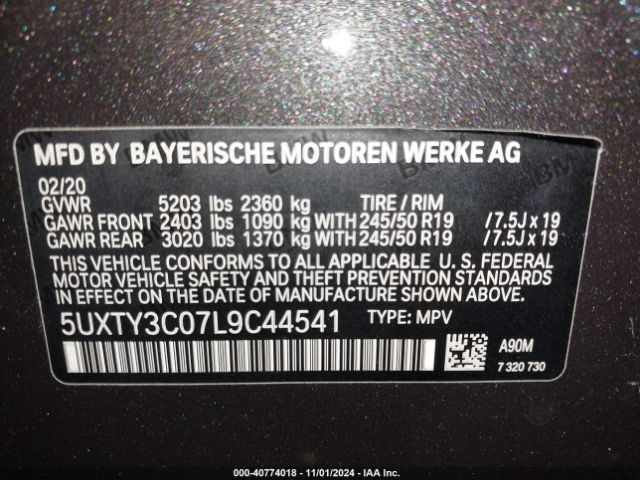 MFD BY BAYERISCHE MOTOREN WERKE AG
02/20
GVWR 5203 lbs 2360 kg TIRE / RIM
GAWR FRONT 2403 lbs 1090 kg WITH 245/50 R19 / 7.5J x 19
GAWR REAR 3020 lbs 1370 kg WITH 245/50 R19 / 7.5J x 19
THIS VEHICLE CONFORMS TO ALL APPLICABLE U. S. FEDERAL
MOTOR VEHICLE SAFETY AND THEFT PREVENTION STANDARDS
IN EFFECT ON THE DATE OF MANUFACTURE SHOWN ABOVE.
5UXTY3C07L9C44541 TYPE: MPV
A90M
7 320 730
000-40774018 - 11/01/2024 - IAA Inc.